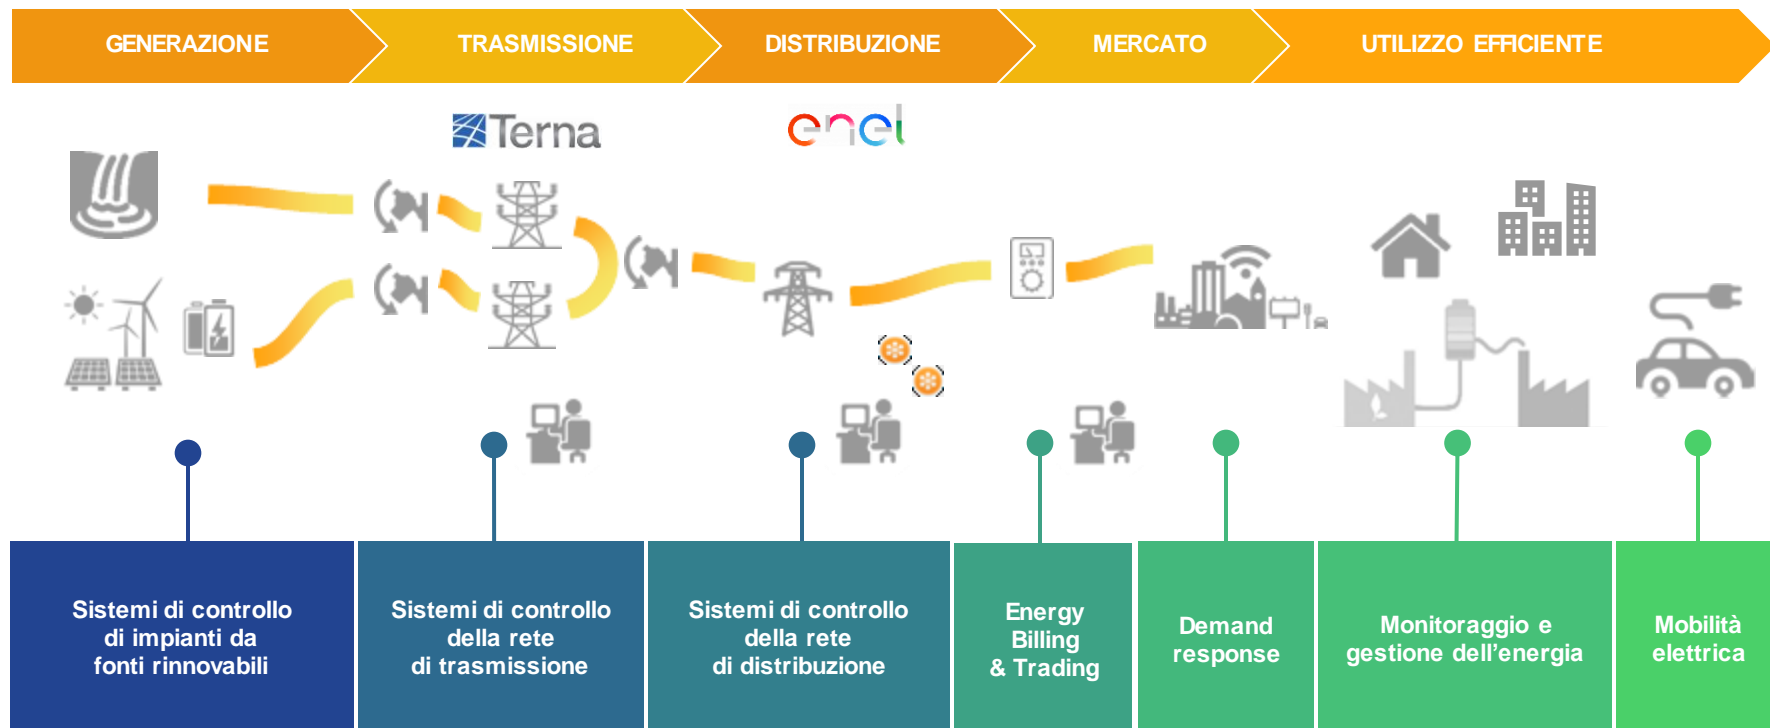 GENERAZIONE
TRASMISSIONE
DISTRIBUZIONE
MERCATO
UTILIZZO EFFICIENTE
Terna
enel
Sistemi di controllo
di impianti da
fonti rinnovabili
Sistemi di controllo
della rete
di trasmissione
Sistemi di controllo
della rete
di distribuzione
Energy
Billing
& Trading
Demand
response
Monitoraggio e
gestione dell’energia
Mobilità
elettrica